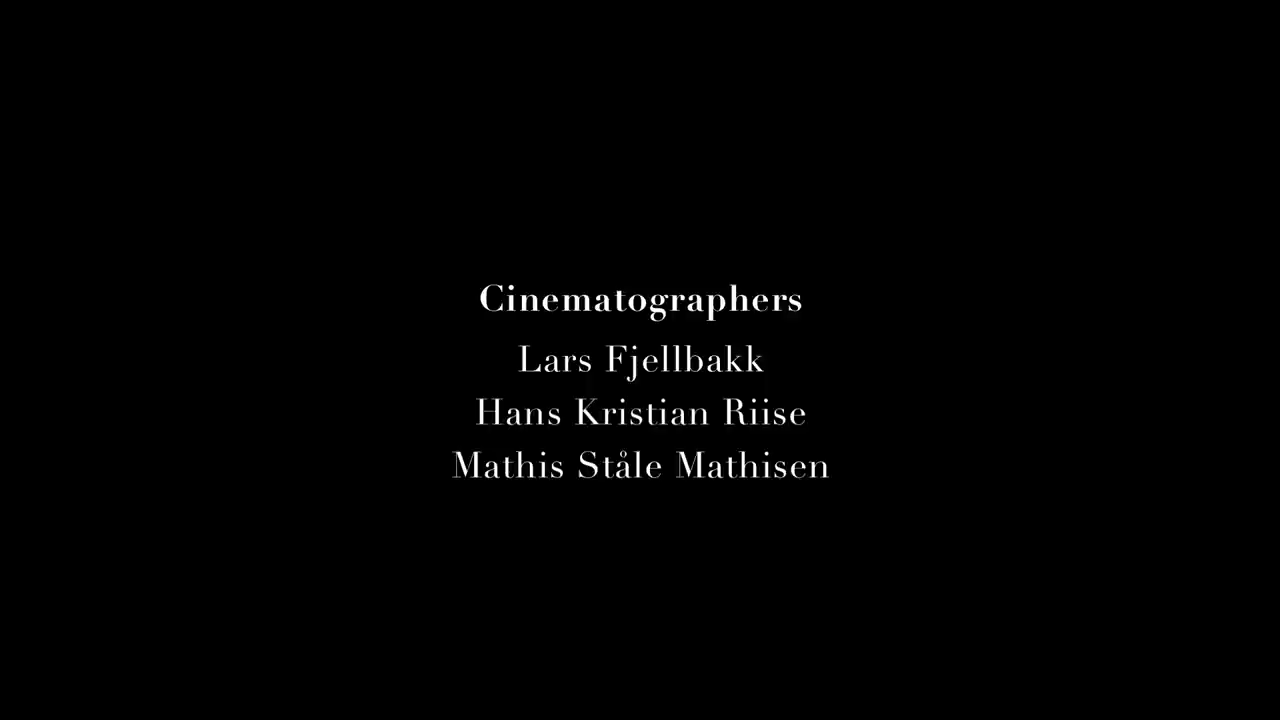 Cinematographers
Lars Fjellbakk
Hans Kristian Riise
Mathis Ståle Mathisen